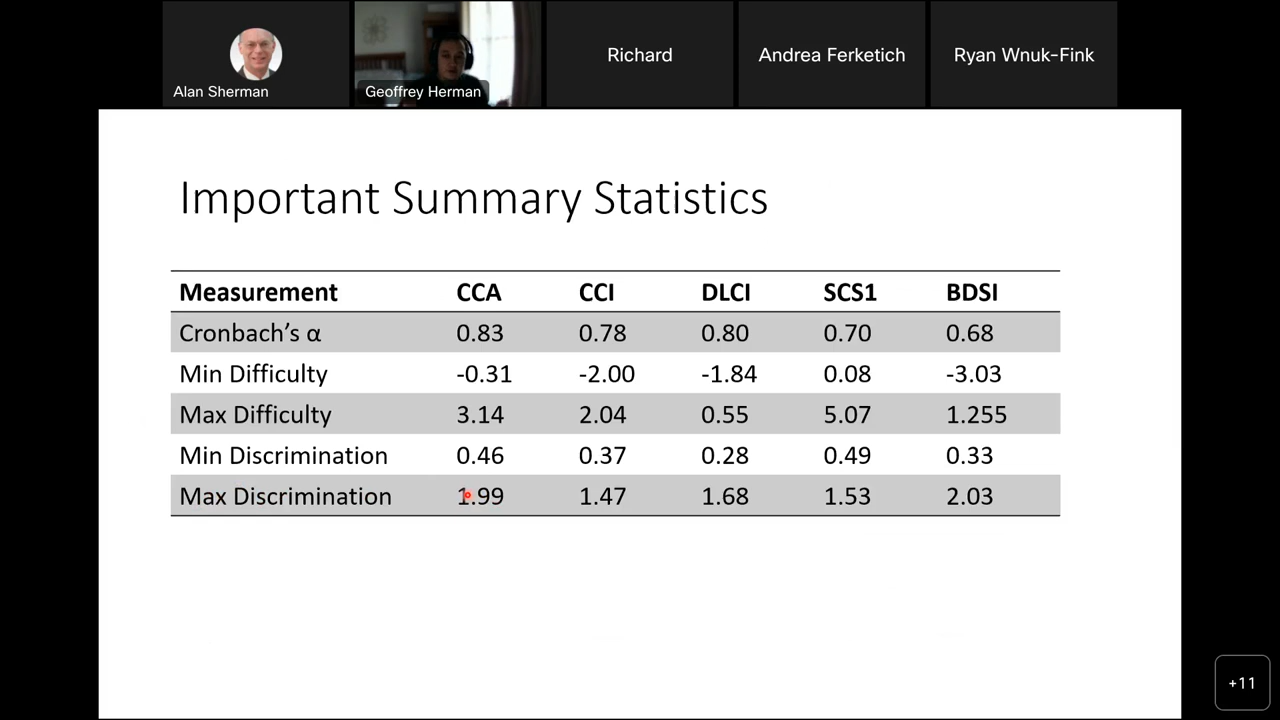 Alan Sherman
Geoffrey Herman
Richard
Andrea Ferketich
Ryan Wnuk-Fink
Important Summary Statistics
Measurement CCA CCI DLCI SCS1 BDSI
Cronbach's α 0.83 0.78 0.80 0.70 0.68
Min Difficulty -0.31 -2.00 -1.84 0.08 -3.03
Max Difficulty 3.14 2.04 0.55 5.07 1.255
Min Discrimination 0.46 0.37 0.28 0.49 0.33
Max Discrimination 1.99 1.47 1.68 1.53 2.03
+11